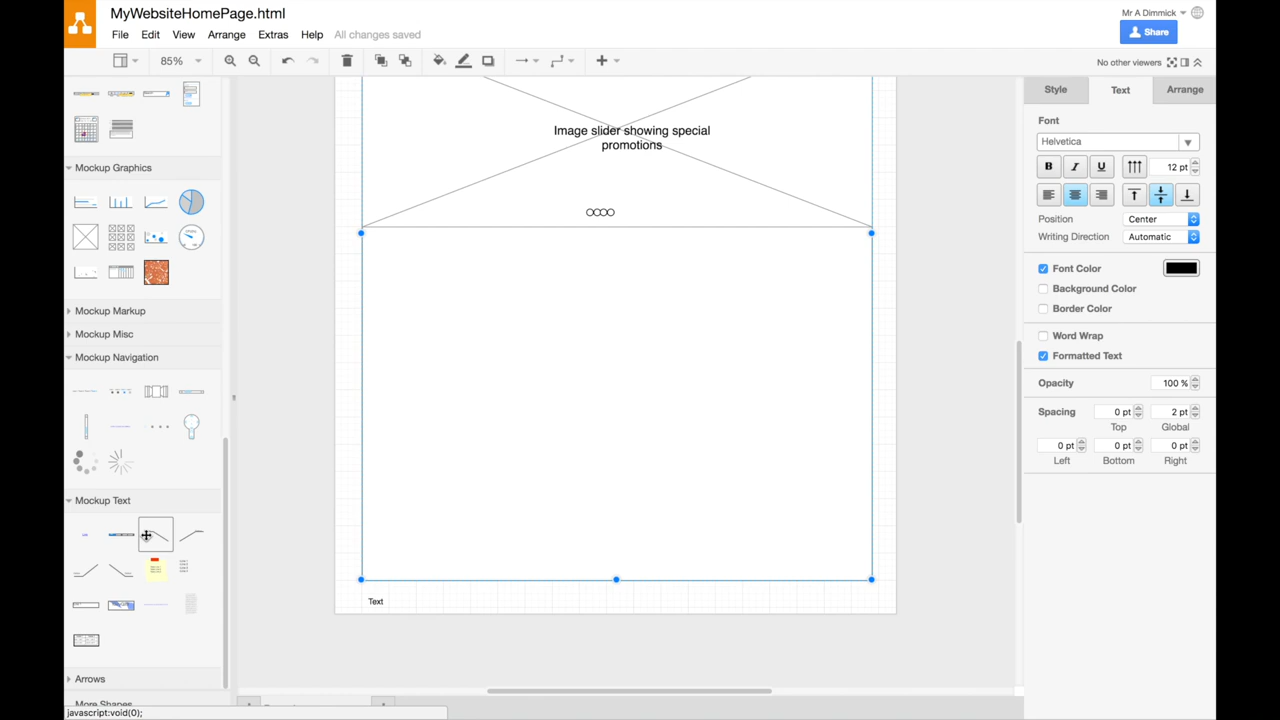 MyWebsiteHomePage.html
Mr A Dimmick
File Edit View Arrange Extras Help All changes saved
Share
85%
No other viewers
Style Text Arrange
Font
Helvetica
B I U 12 pt
Position Center
Writing Direction Automatic
Font Color
Background Color
Border Color
Word Wrap
Formatted Text
Opacity 100 %
Spacing 0 pt 2 pt
Top Global
0 pt 0 pt 0 pt
Left Bottom Right
Mockup Graphics
Mockup Markup
Mockup Misc
Mockup Navigation
Mockup Text
Arrows
More Shapes
javascript:void(0);
Image slider showing special
promotions
Text